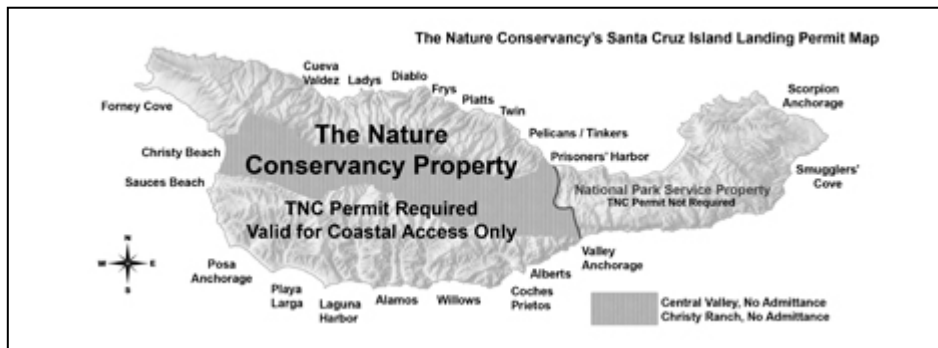 The Nature Conservancy's Santa Cruz Island Landing Permit Map
Cueva
Valdez
Ladys
Diablo
Frys
Platts
Twin
Pelicans / Tinkers
Prisoners' Harbor
Scorpion
Anchorage
Forney Cove
Christy Beach
Sauces Beach
The Nature
Conservancy Property
TNC Permit Required
Valid for Coastal Access Only
National Park Service Property
TNC Permit Not Required
Smugglers'
Cove
N
W
E
S
Posa
Anchorage
Playa
Larga
Laguna
Harbor
Alamos
Willows
Coches
Prietos
Alberts
Valley
Anchorage
Central Valley, No Admittance
Christy Ranch, No Admittance